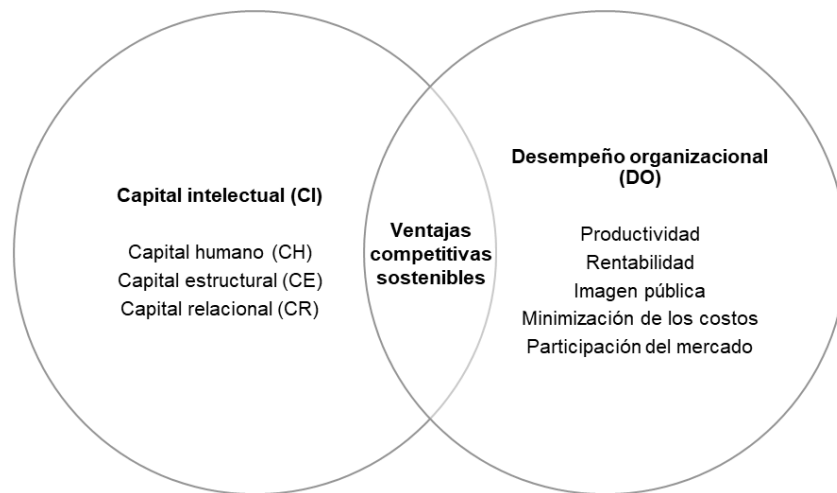 Capital intelectual (CI)
Capital humano (CH)
Capital estructural (CE)
Capital relacional (CR)
Ventajas
competitivas
sostenibles
Desempeño organizacional
(DO)
Productividad
Rentabilidad
Imagen pública
Minimización de los costos
Participación del mercado